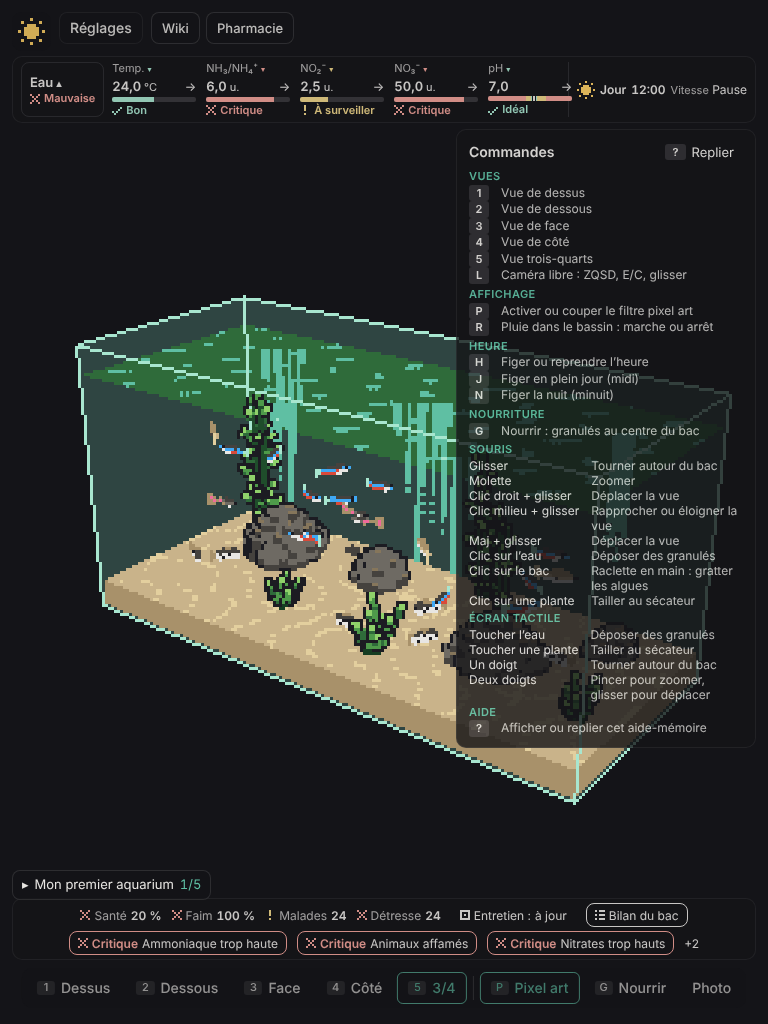 Réglages Wiki Pharmacie
Eau ▴
Mauvaise
Temp. ▾
24,0 °C →
Bon
NH₃/NH₄⁺ ▾
6,0 u. →
Critique
NO₂⁻ ▾
2,5 u. →
À surveiller
NO₃⁻ ▾
50,0 u. →
Critique
pH ▾
7,0 →
Idéal
Jour 12:00 Vitesse Pause
Commandes ? Replier
VUES
1 Vue de dessus
2 Vue de dessous
3 Vue de face
4 Vue de côté
5 Vue trois-quarts
L Caméra libre : ZQSD, E/C, glisser
AFFICHAGE
P Activer ou couper le filtre pixel art
R Pluie dans le bassin : marche ou arrêt
HEURE
H Figer ou reprendre l’heure
J Figer en plein jour (midi)
N Figer la nuit (minuit)
NOURRITURE
G Nourrir : granulés au centre du bac
SOURIS
Glisser Tourner autour du bac
Molette Zoomer
Clic droit + glisser Déplacer la vue
Clic milieu + glisser Rapprocher ou éloigner la
vue
Maj + glisser Déplacer la vue
Clic sur l’eau Déposer des granulés
Clic sur le bac Raclette en main : gratter
les algues
Clic sur une plante Tailler au sécateur
ÉCRAN TACTILE
Toucher l’eau Déposer des granulés
Toucher une plante Tailler au sécateur
Un doigt Tourner autour du bac
Deux doigts Pincer pour zoomer,
glisser pour déplacer
AIDE
? Afficher ou replier cet aide-mémoire
▸ Mon premier aquarium 1/5
Santé 20 % Faim 100 % Malades 24 Détresse 24 Entretien : à jour Bilan du bac
Critique Ammoniaque trop haute Critique Animaux affamés Critique Nitrates trop hauts +2
1 Dessus 2 Dessous 3 Face 4 Côté 5 3/4 P Pixel art G Nourrir Photo